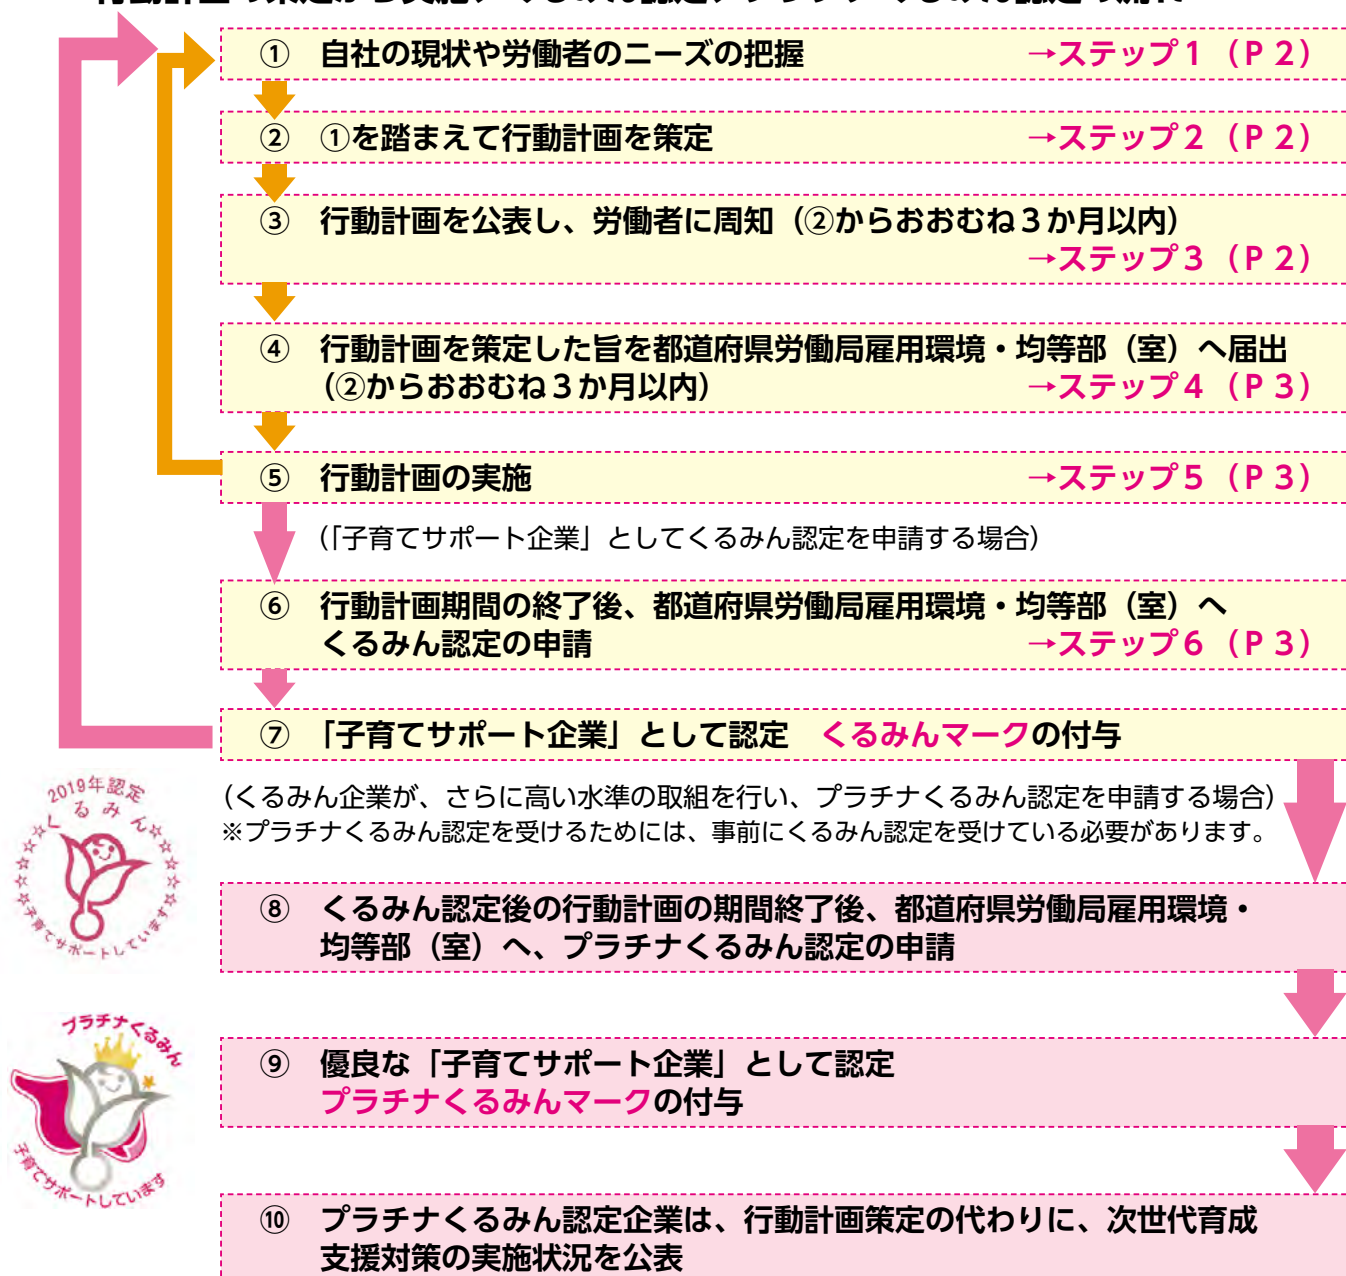 ① 自社の現状や労働者のニーズの把握 →ステップ1（P 2）
② ①を踏まえて行動計画を策定 →ステップ2（P 2）
③ 行動計画を公表し、労働者に周知（②からおおむね3か月以内）
→ステップ3（P 2）
④ 行動計画を策定した旨を都道府県労働局雇用環境・均等部（室）へ届出
（②からおおむね3か月以内） →ステップ4（P 3）
⑤ 行動計画の実施 →ステップ5（P 3）
（「子育てサポート企業」としてくるみん認定を申請する場合）
⑥ 行動計画期間の終了後、都道府県労働局雇用環境・均等部（室）へ
くるみん認定の申請 →ステップ6（P 3）
⑦ 「子育てサポート企業」として認定 くるみんマークの付与
2019年認定
くるみん
☆☆☆☆☆☆子育てサポートしています☆☆☆☆☆☆
（くるみん企業が、さらに高い水準の取組を行い、プラチナくるみん認定を申請する場合）
※プラチナくるみん認定を受けるためには、事前にくるみん認定を受けている必要があります。
⑧ くるみん認定後の行動計画の期間終了後、都道府県労働局雇用環境・
均等部（室）へ、プラチナくるみん認定の申請
プラチナくるみん
子育てサポートしています
⑨ 優良な「子育てサポート企業」として認定
プラチナくるみんマークの付与
⑩ プラチナくるみん認定企業は、行動計画策定の代わりに、次世代育成
支援対策の実施状況を公表